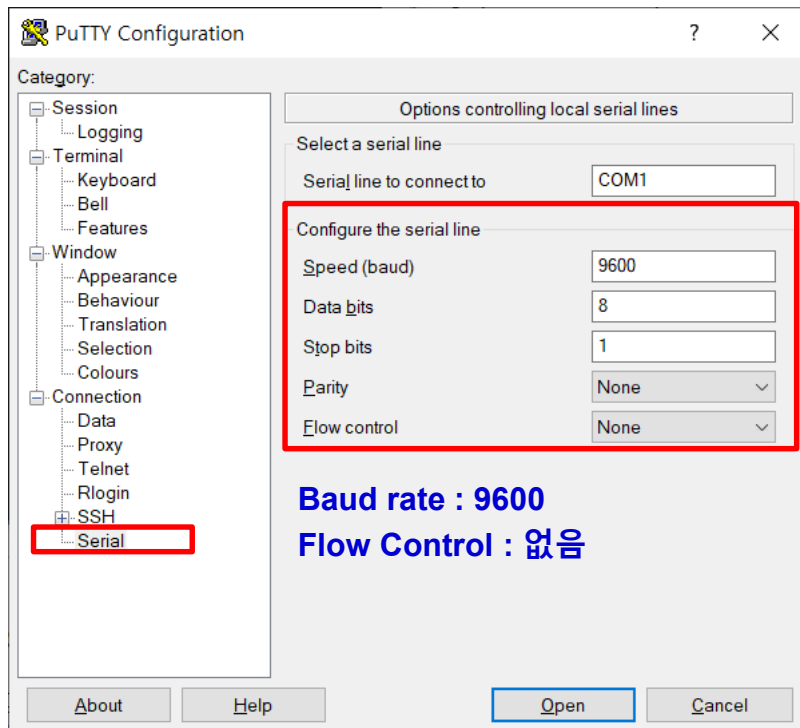 PuTTY Configuration
?
Category:
Session
Logging
Terminal
Keyboard
Bell
Features
Window
Appearance
Behaviour
Translation
Selection
Colours
Connection
Data
Proxy
Telnet
Rlogin
SSH
Serial
Options controlling local serial lines
Select a serial line
Serial line to connect to COM1
Configure the serial line
Speed (baud) 9600
Data bits 8
Stop bits 1
Parity None
Flow control None
Baud rate : 9600
Flow Control : 없음
About Help Open Cancel